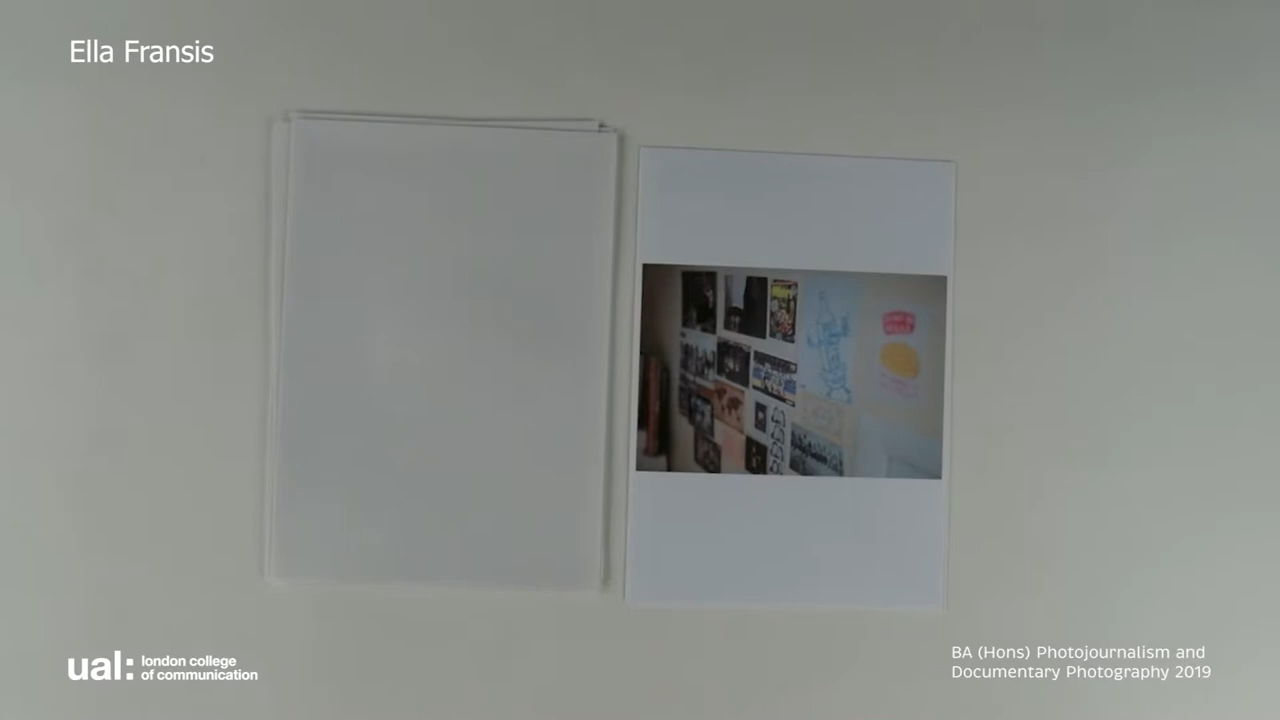 Ella Fransis
ual:
london college
of communication
BA (Hons) Photojournalism and
Documentary Photography 2019